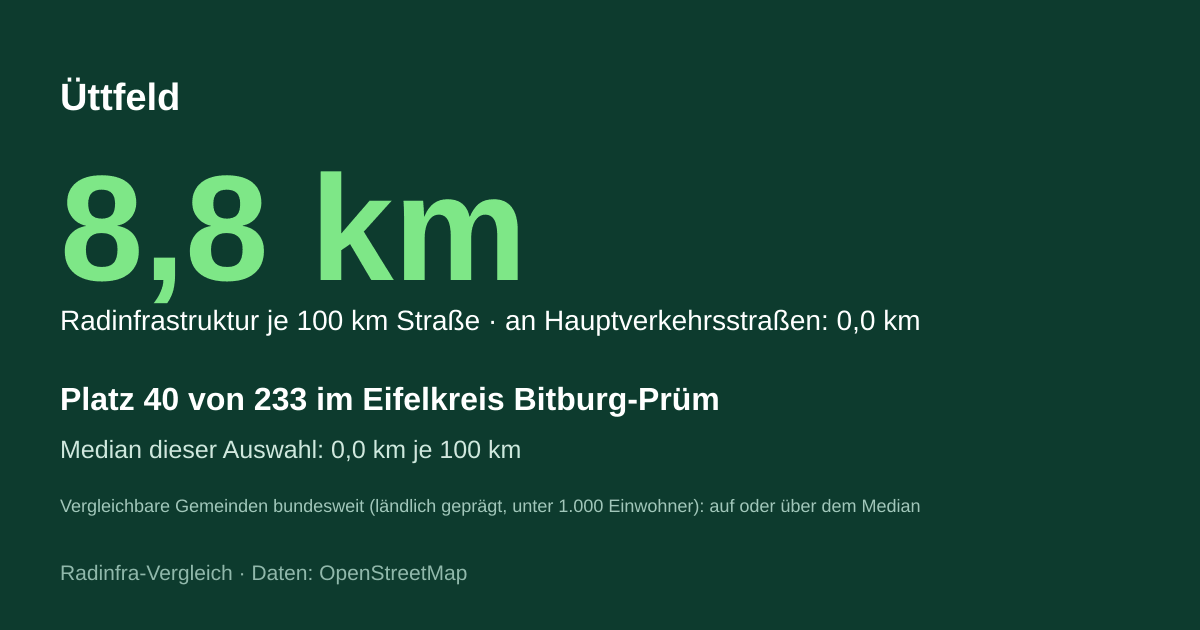 Üttfeld
8,8 km
Radinfrastruktur je 100 km Straße · an Hauptverkehrsstraßen: 0,0 km
Platz 40 von 233 im Eifelkreis Bitburg-Prüm
Median dieser Auswahl: 0,0 km je 100 km
Vergleichbare Gemeinden bundesweit (ländlich geprägt, unter 1.000 Einwohner): auf oder über dem Median
Radinfra-Vergleich · Daten: OpenStreetMap